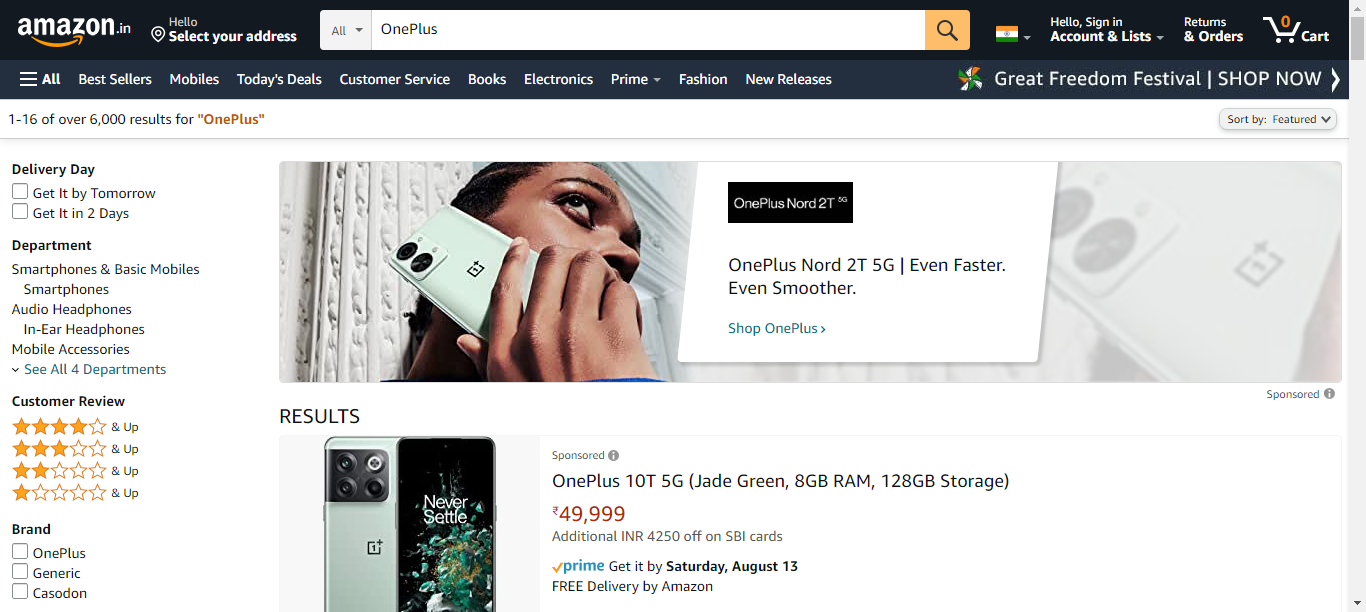 amazon.in
Hello
Select your address
All
OnePlus
Hello, Sign in
Account & Lists
Returns
& Orders
0
Cart
All
Best Sellers
Mobiles
Today's Deals
Customer Service
Books
Electronics
Prime
Fashion
New Releases
Great Freedom Festival | SHOP NOW
1-16 of over 6,000 results for "OnePlus"
Sort by: Featured
Delivery Day
Get It by Tomorrow
Get It in 2 Days
Department
Smartphones & Basic Mobiles
Smartphones
Audio Headphones
In-Ear Headphones
Mobile Accessories
See All 4 Departments
Customer Review
& Up
& Up
& Up
& Up
Brand
OnePlus
Generic
Casodon
OnePlus Nord 2T 5G
OnePlus Nord 2T 5G | Even Faster.
Even Smoother.
Shop OnePlus ›
Sponsored
RESULTS
Never
Settle
Sponsored
OnePlus 10T 5G (Jade Green, 8GB RAM, 128GB Storage)
₹49,999
Additional INR 4250 off on SBI cards
prime Get it by Saturday, August 13
FREE Delivery by Amazon